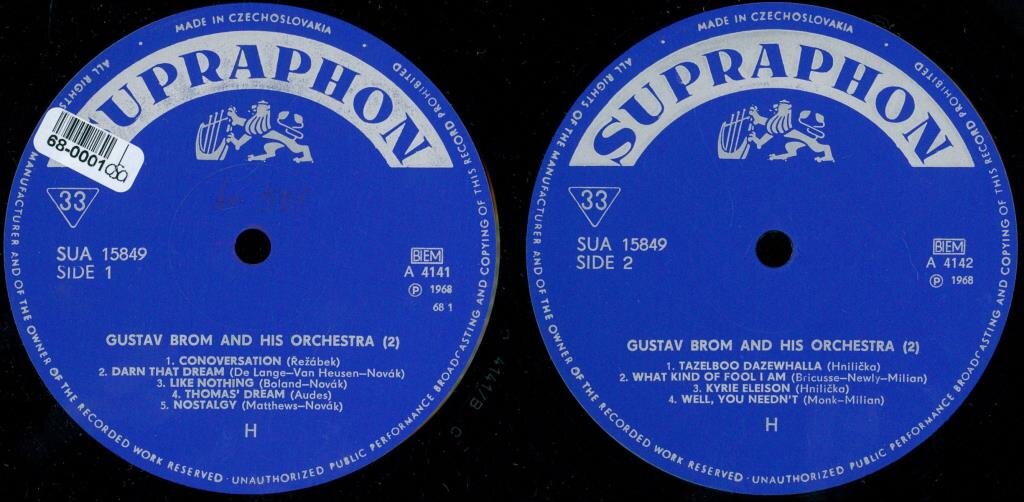 MADE IN CZECHOSLOVAKIA
SUPRAPHON
68-0001
33
SUA 15849
SIDE 1
BIEM
A 4141
Ⓟ 1968
68 1
GUSTAV BROM AND HIS ORCHESTRA (2)
1. CONOVERSATION (Režábek)
2. DARN THAT DREAM (De Lange–Van Heusen–Novák)
3. LIKE NOTHING (Boland–Novák)
4. THOMAS' DREAM (Audes)
5. NOSTALGY (Matthews–Novák)
H
ALL RIGHTS MANUFACTURER AND OF THE OWNER OF THE RECORDED WORK RESERVED · UNAUTHORIZED PUBLIC PERFORMANCE BROADCASTING AND COPYING OF THIS RECORD PROHIBITED
MADE IN CZECHOSLOVAKIA
SUPRAPHON
33
SUA 15849
SIDE 2
BIEM
A 4142
Ⓟ 1968
GUSTAV BROM AND HIS ORCHESTRA (2)
1. TAZELBOO DAZEWHALLA (Hnilička)
2. WHAT KIND OF FOOL I AM (Bricusse–Newly–Milian)
3. KYRIE ELEISON (Hnilička)
4. WELL, YOU NEEDN'T (Monk–Milian)
H
ALL RIGHTS OF THE MANUFACTURER AND OF THE OWNER OF THE RECORDED WORK RESERVED · UNAUTHORIZED PUBLIC PERFORMANCE BROADCASTING AND COPYING OF THIS RECORD PROHIBITED